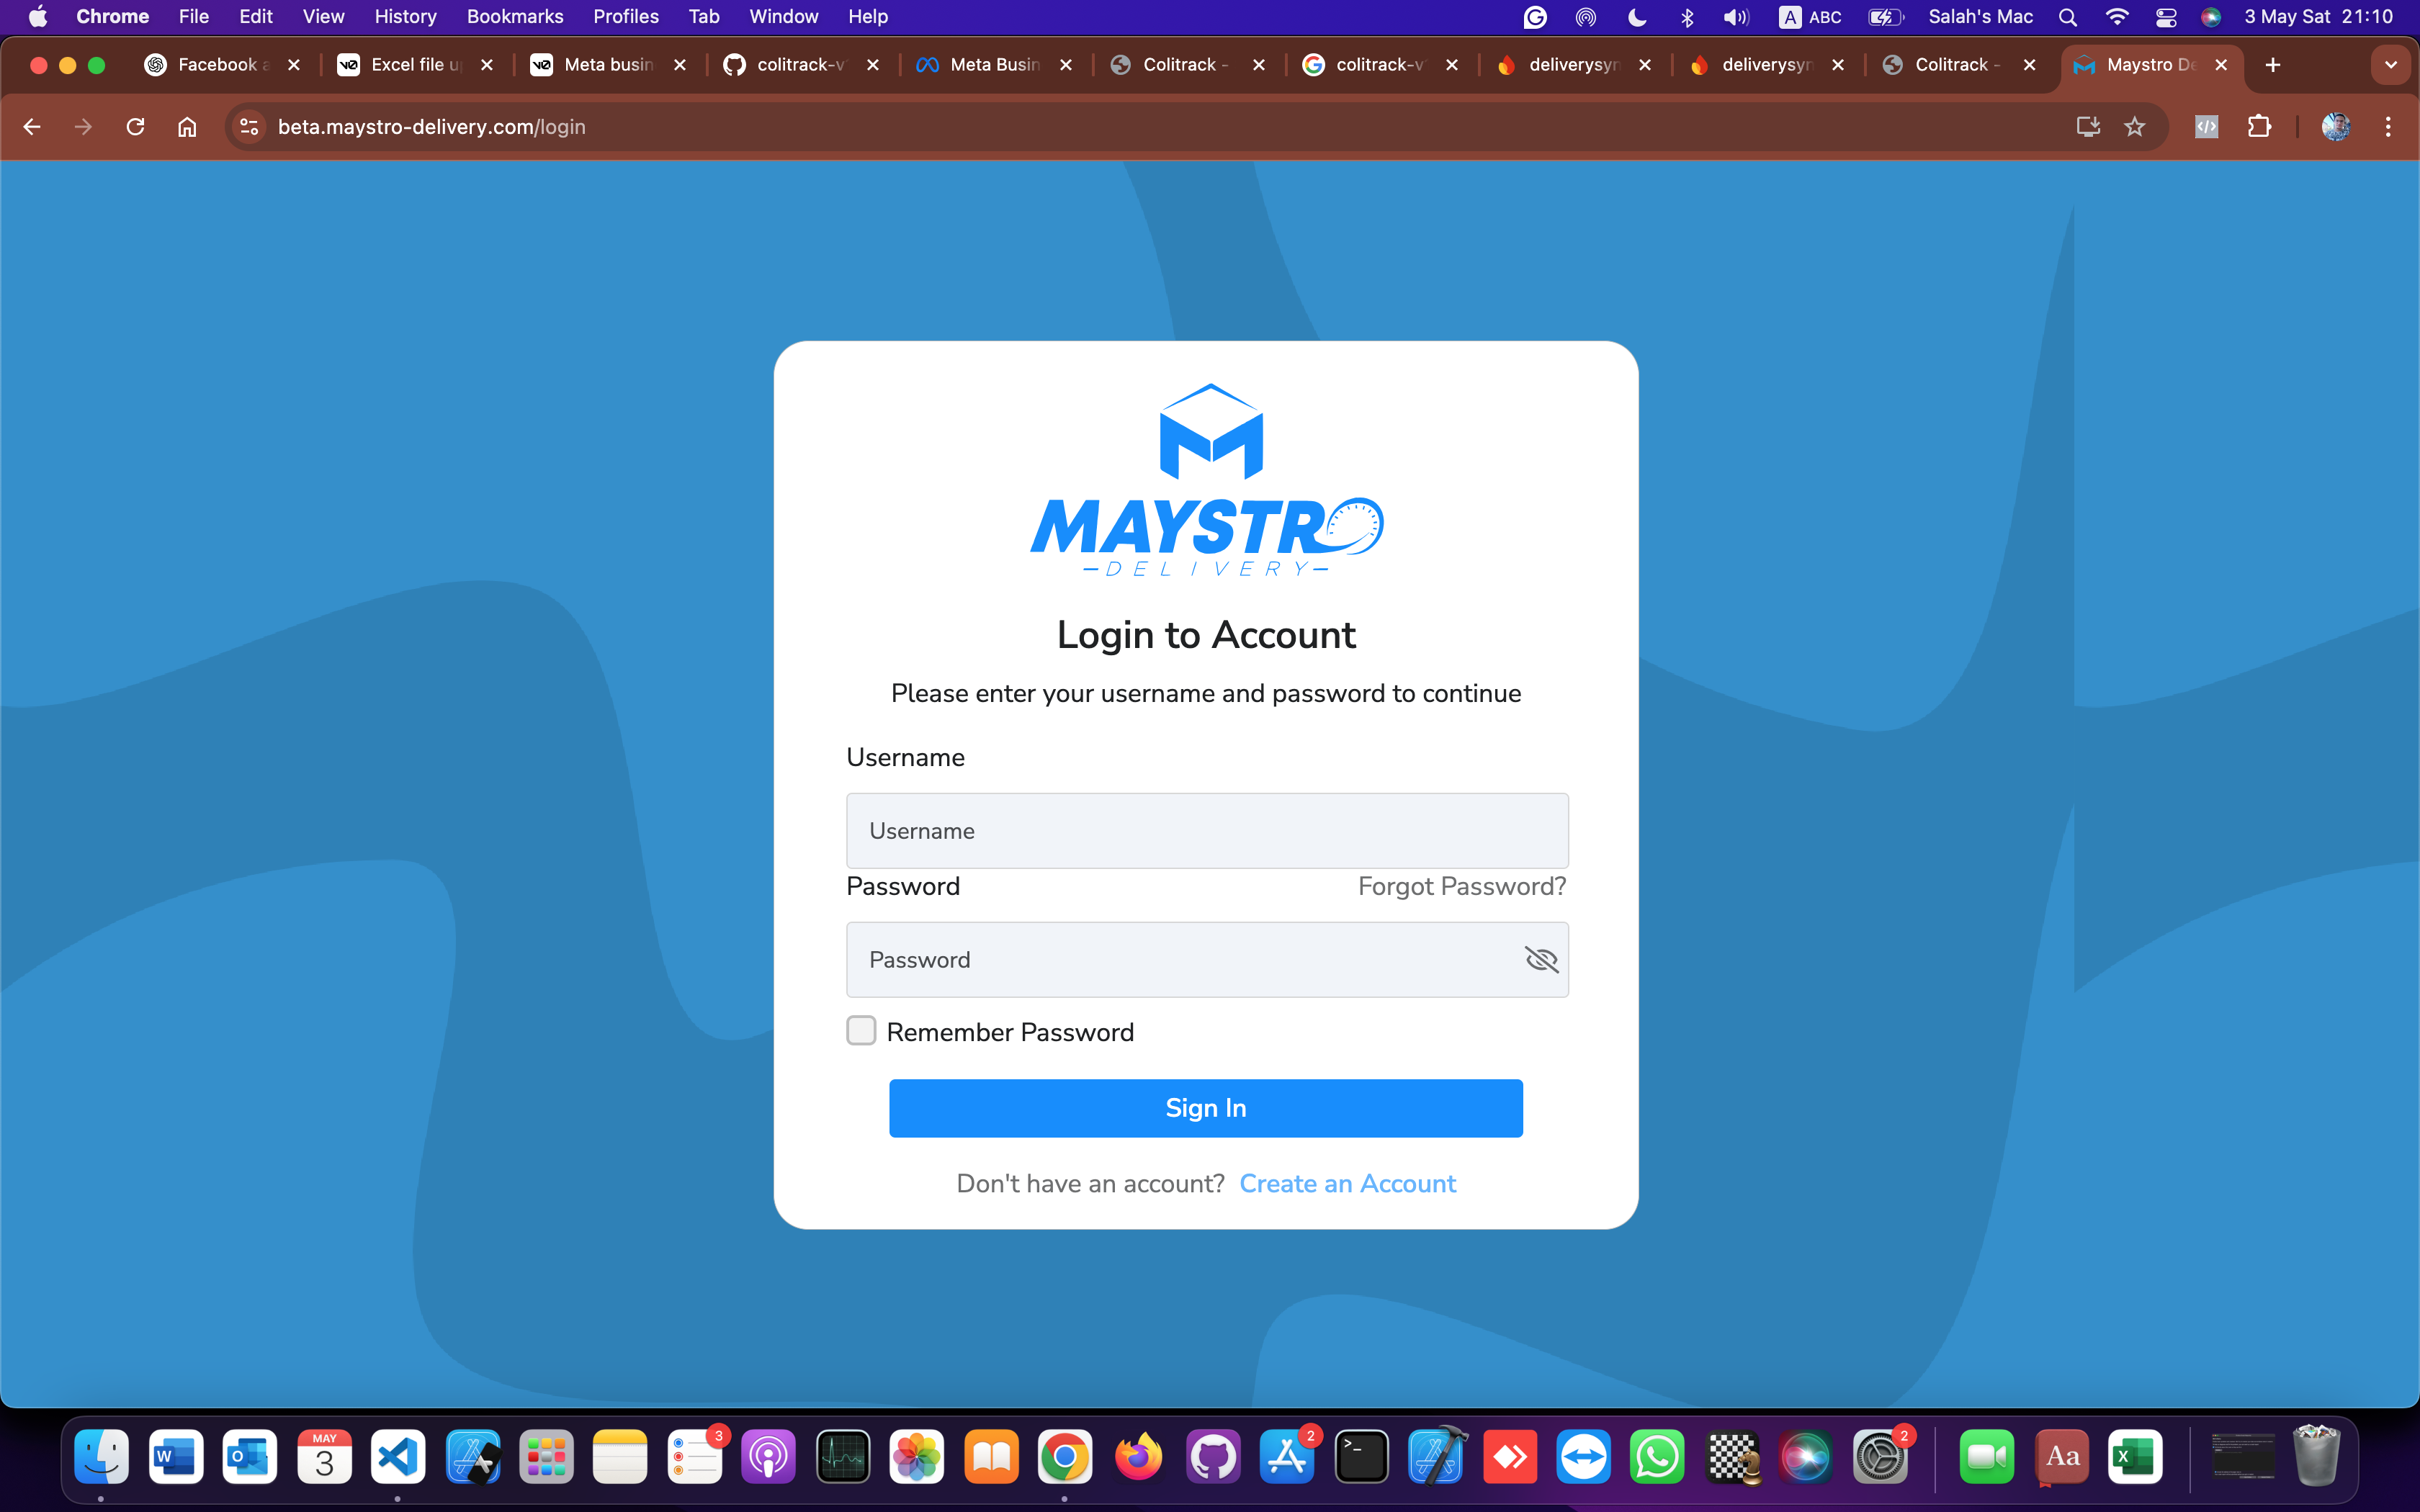 Chrome File Edit View History Bookmarks Profiles Tab Window Help ABC Salah's Mac 3 May Sat 21:10
Facebook Excel file Meta busin colitrack-v Meta Busin Colitrack - colitrack-v deliverysyn deliverysyn Colitrack - Maystro De
beta.maystro-delivery.com/login
MAYSTRO
DELIVERY
Login to Account
Please enter your username and password to continue
Username
Username
Password Forgot Password?
Password
Remember Password
Sign In
Don't have an account? Create an Account
MAY
3
3
2
2
Aa